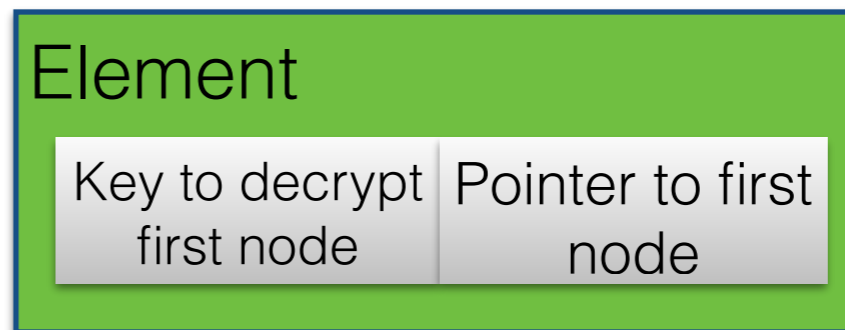 Element
Key to decrypt
first node
Pointer to first
node